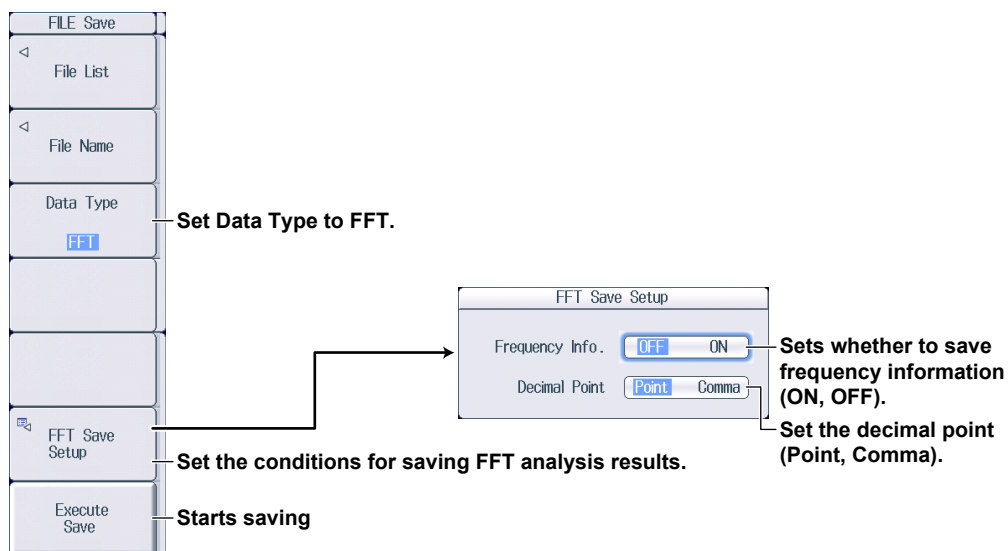 FILE Save
File List
File Name
Data Type
FFT
Set Data Type to FFT.
FFT Save
Setup
Set the conditions for saving FFT analysis results.
Execute
Save
Starts saving
FFT Save Setup
Frequency Info. OFF ON
Decimal Point Point Comma
Sets whether to save
frequency information
(ON, OFF).
Set the decimal point
(Point, Comma).